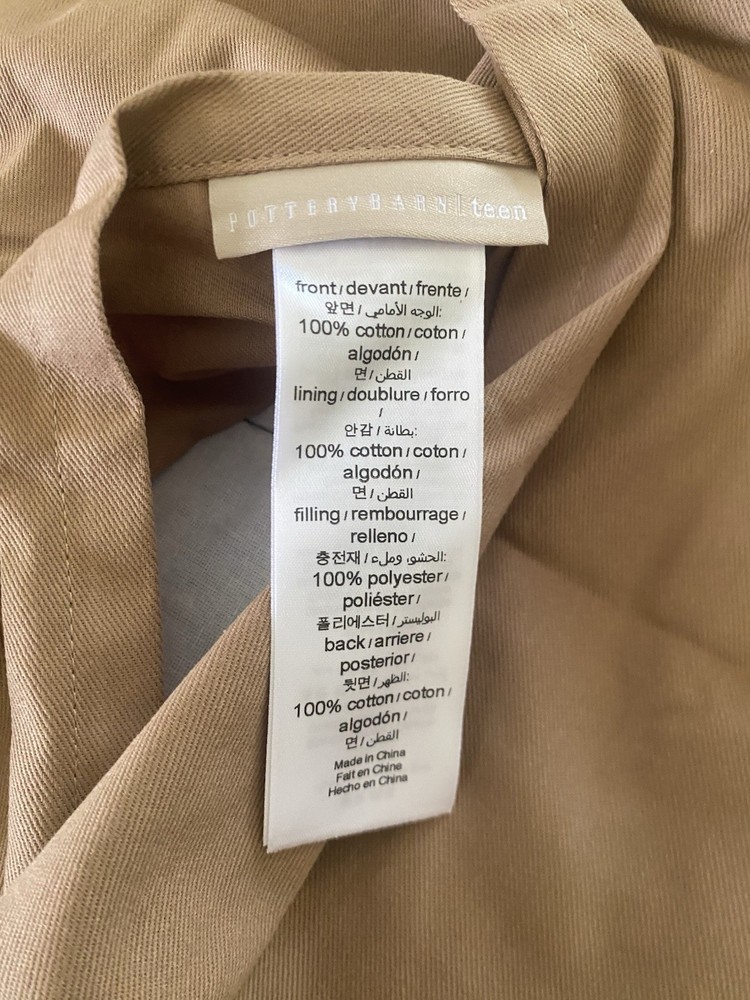 POTTERYBARN|teen
front/devant/frente/
앞면/الوجه الأمامي:
100% cotton/coton/
algodón/
면/القطن
lining/doublure/forro
/
안감/بطانة:
100% cotton/coton/
algodón/
면/القطن
filling/rembourrage/
relleno/
충전재/الحشو، وملء:
100% polyester/
poliéster/
폴리에스터/البوليستر
back/arriere/
posterior/
뒷면/الظهر:
100% cotton/coton/
algodón/
면/القطن
Made in China
Fait en Chine
Hecho en China